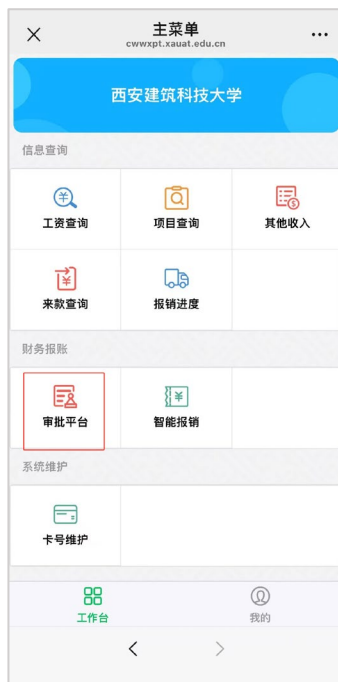 主菜单
cwwxpt.xauat.edu.cn
西安建筑科技大学
信息查询
工资查询
项目查询
其他收入
来款查询
报销进度
财务报账
审批平台
智能报销
系统维护
卡号维护
工作台
我的